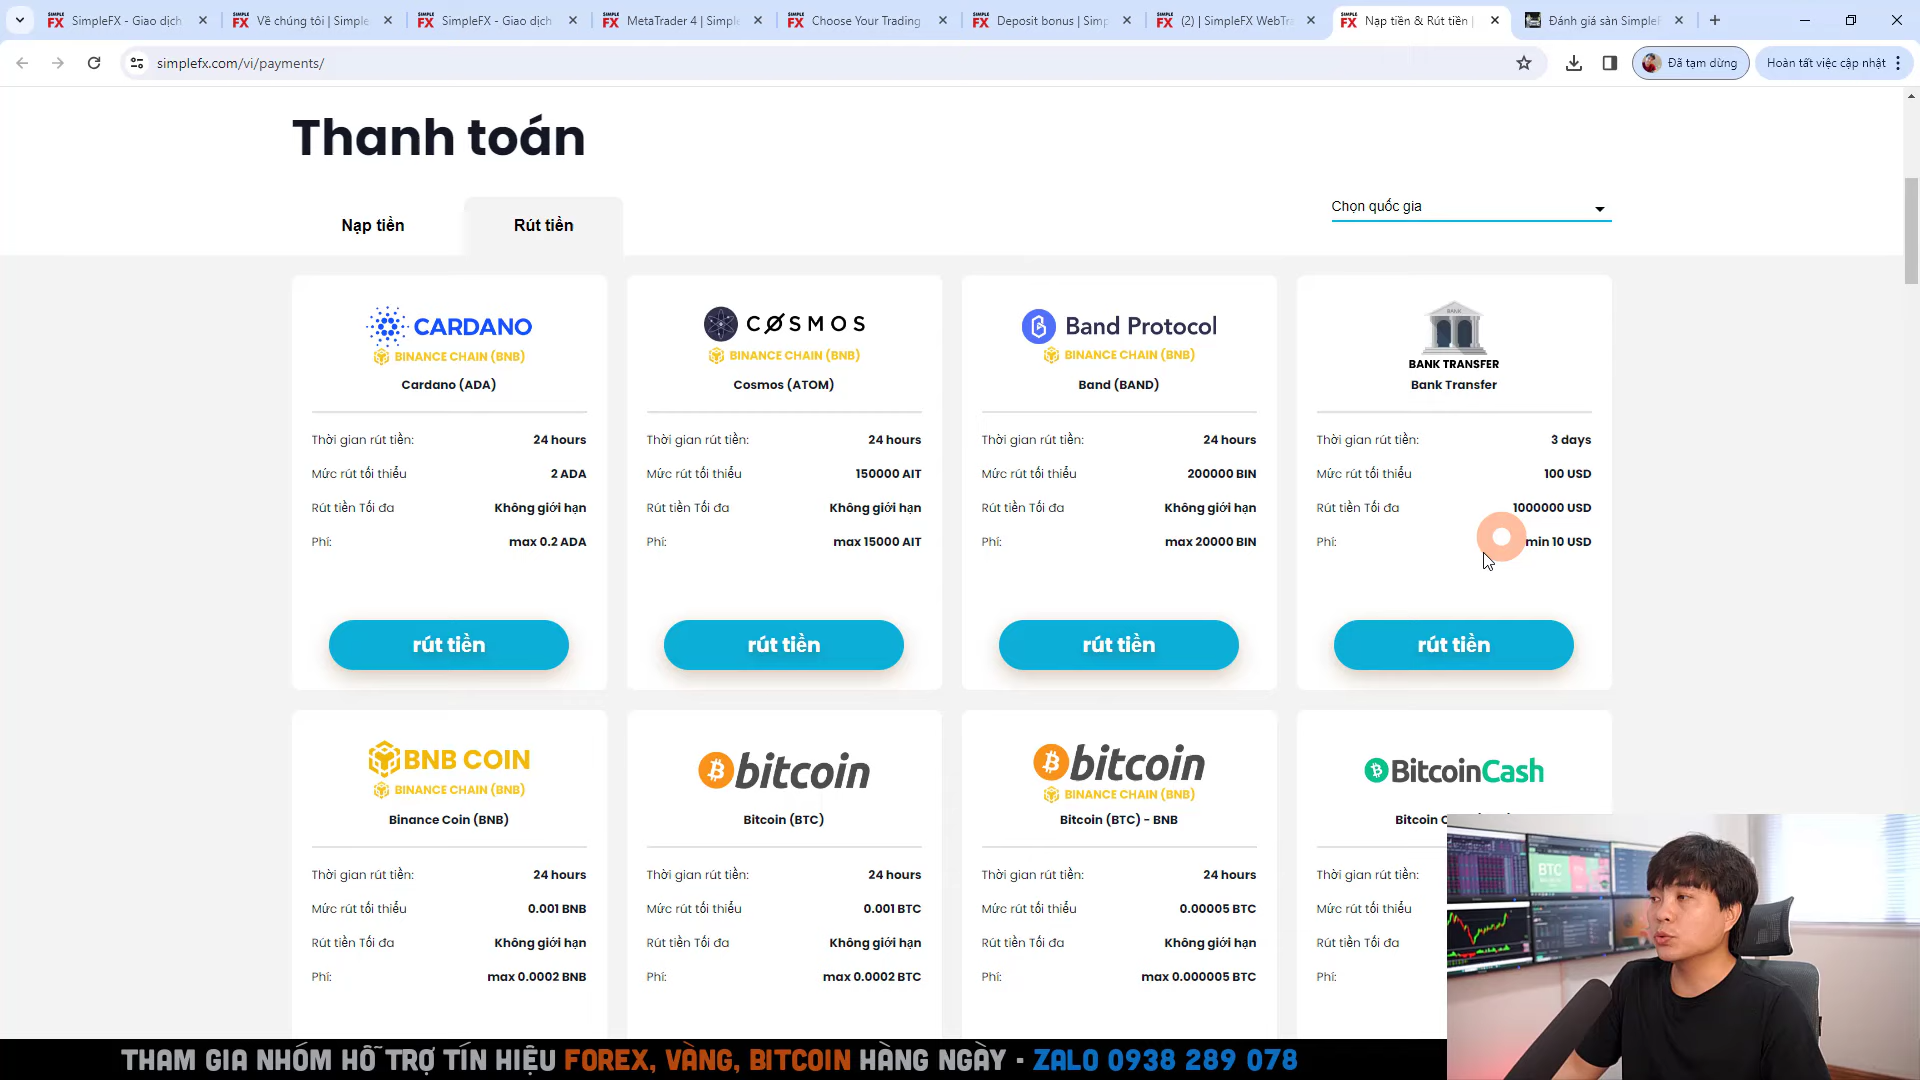 SimpleFX - Giao dịch
Về chúng tôi | Simple
SimpleFX - Giao dịch
MetaTrader 4 | Simple
Choose Your Trading
Deposit bonus | Simp
(2) | SimpleFX WebTra
Nạp tiền & Rút tiền |
Đánh giá sàn SimpleF
simplefx.com/vi/payments/
Đã tạm dừng
Hoàn tất việc cập nhật
Thanh toán
Nạp tiền
Rút tiền
Chọn quốc gia
CARDANO
BINANCE CHAIN (BNB)
Cardano (ADA)
Thời gian rút tiền: 24 hours
Mức rút tối thiểu 2 ADA
Rút tiền Tối đa Không giới hạn
Phí: max 0.2 ADA
rút tiền
COSMOS
BINANCE CHAIN (BNB)
Cosmos (ATOM)
Thời gian rút tiền: 24 hours
Mức rút tối thiểu 150000 AIT
Rút tiền Tối đa Không giới hạn
Phí: max 15000 AIT
rút tiền
Band Protocol
BINANCE CHAIN (BNB)
Band (BAND)
Thời gian rút tiền: 24 hours
Mức rút tối thiểu 200000 BIN
Rút tiền Tối đa Không giới hạn
Phí: max 20000 BIN
rút tiền
BANK
BANK TRANSFER
Bank Transfer
Thời gian rút tiền: 3 days
Mức rút tối thiểu 100 USD
Rút tiền Tối đa 1000000 USD
Phí: min 10 USD
rút tiền
BNB COIN
BINANCE CHAIN (BNB)
Binance Coin (BNB)
Thời gian rút tiền: 24 hours
Mức rút tối thiểu 0.001 BNB
Rút tiền Tối đa Không giới hạn
Phí: max 0.0002 BNB
bitcoin
Bitcoin (BTC)
Thời gian rút tiền: 24 hours
Mức rút tối thiểu 0.001 BTC
Rút tiền Tối đa Không giới hạn
Phí: max 0.0002 BTC
bitcoin
BINANCE CHAIN (BNB)
Bitcoin (BTC) - BNB
Thời gian rút tiền: 24 hours
Mức rút tối thiểu 0.00005 BTC
Rút tiền Tối đa Không giới hạn
Phí: max 0.000005 BTC
BitcoinCash
Bitcoin
Thời gian rút tiền:
Mức rút tối thiểu
Rút tiền Tối đa
Phí:
BTC
THAM GIA NHÓM HỖ TRỢ TÍN HIỆU FOREX, VÀNG, BITCOIN HÀNG NGÀY - ZALO 0938 289 078